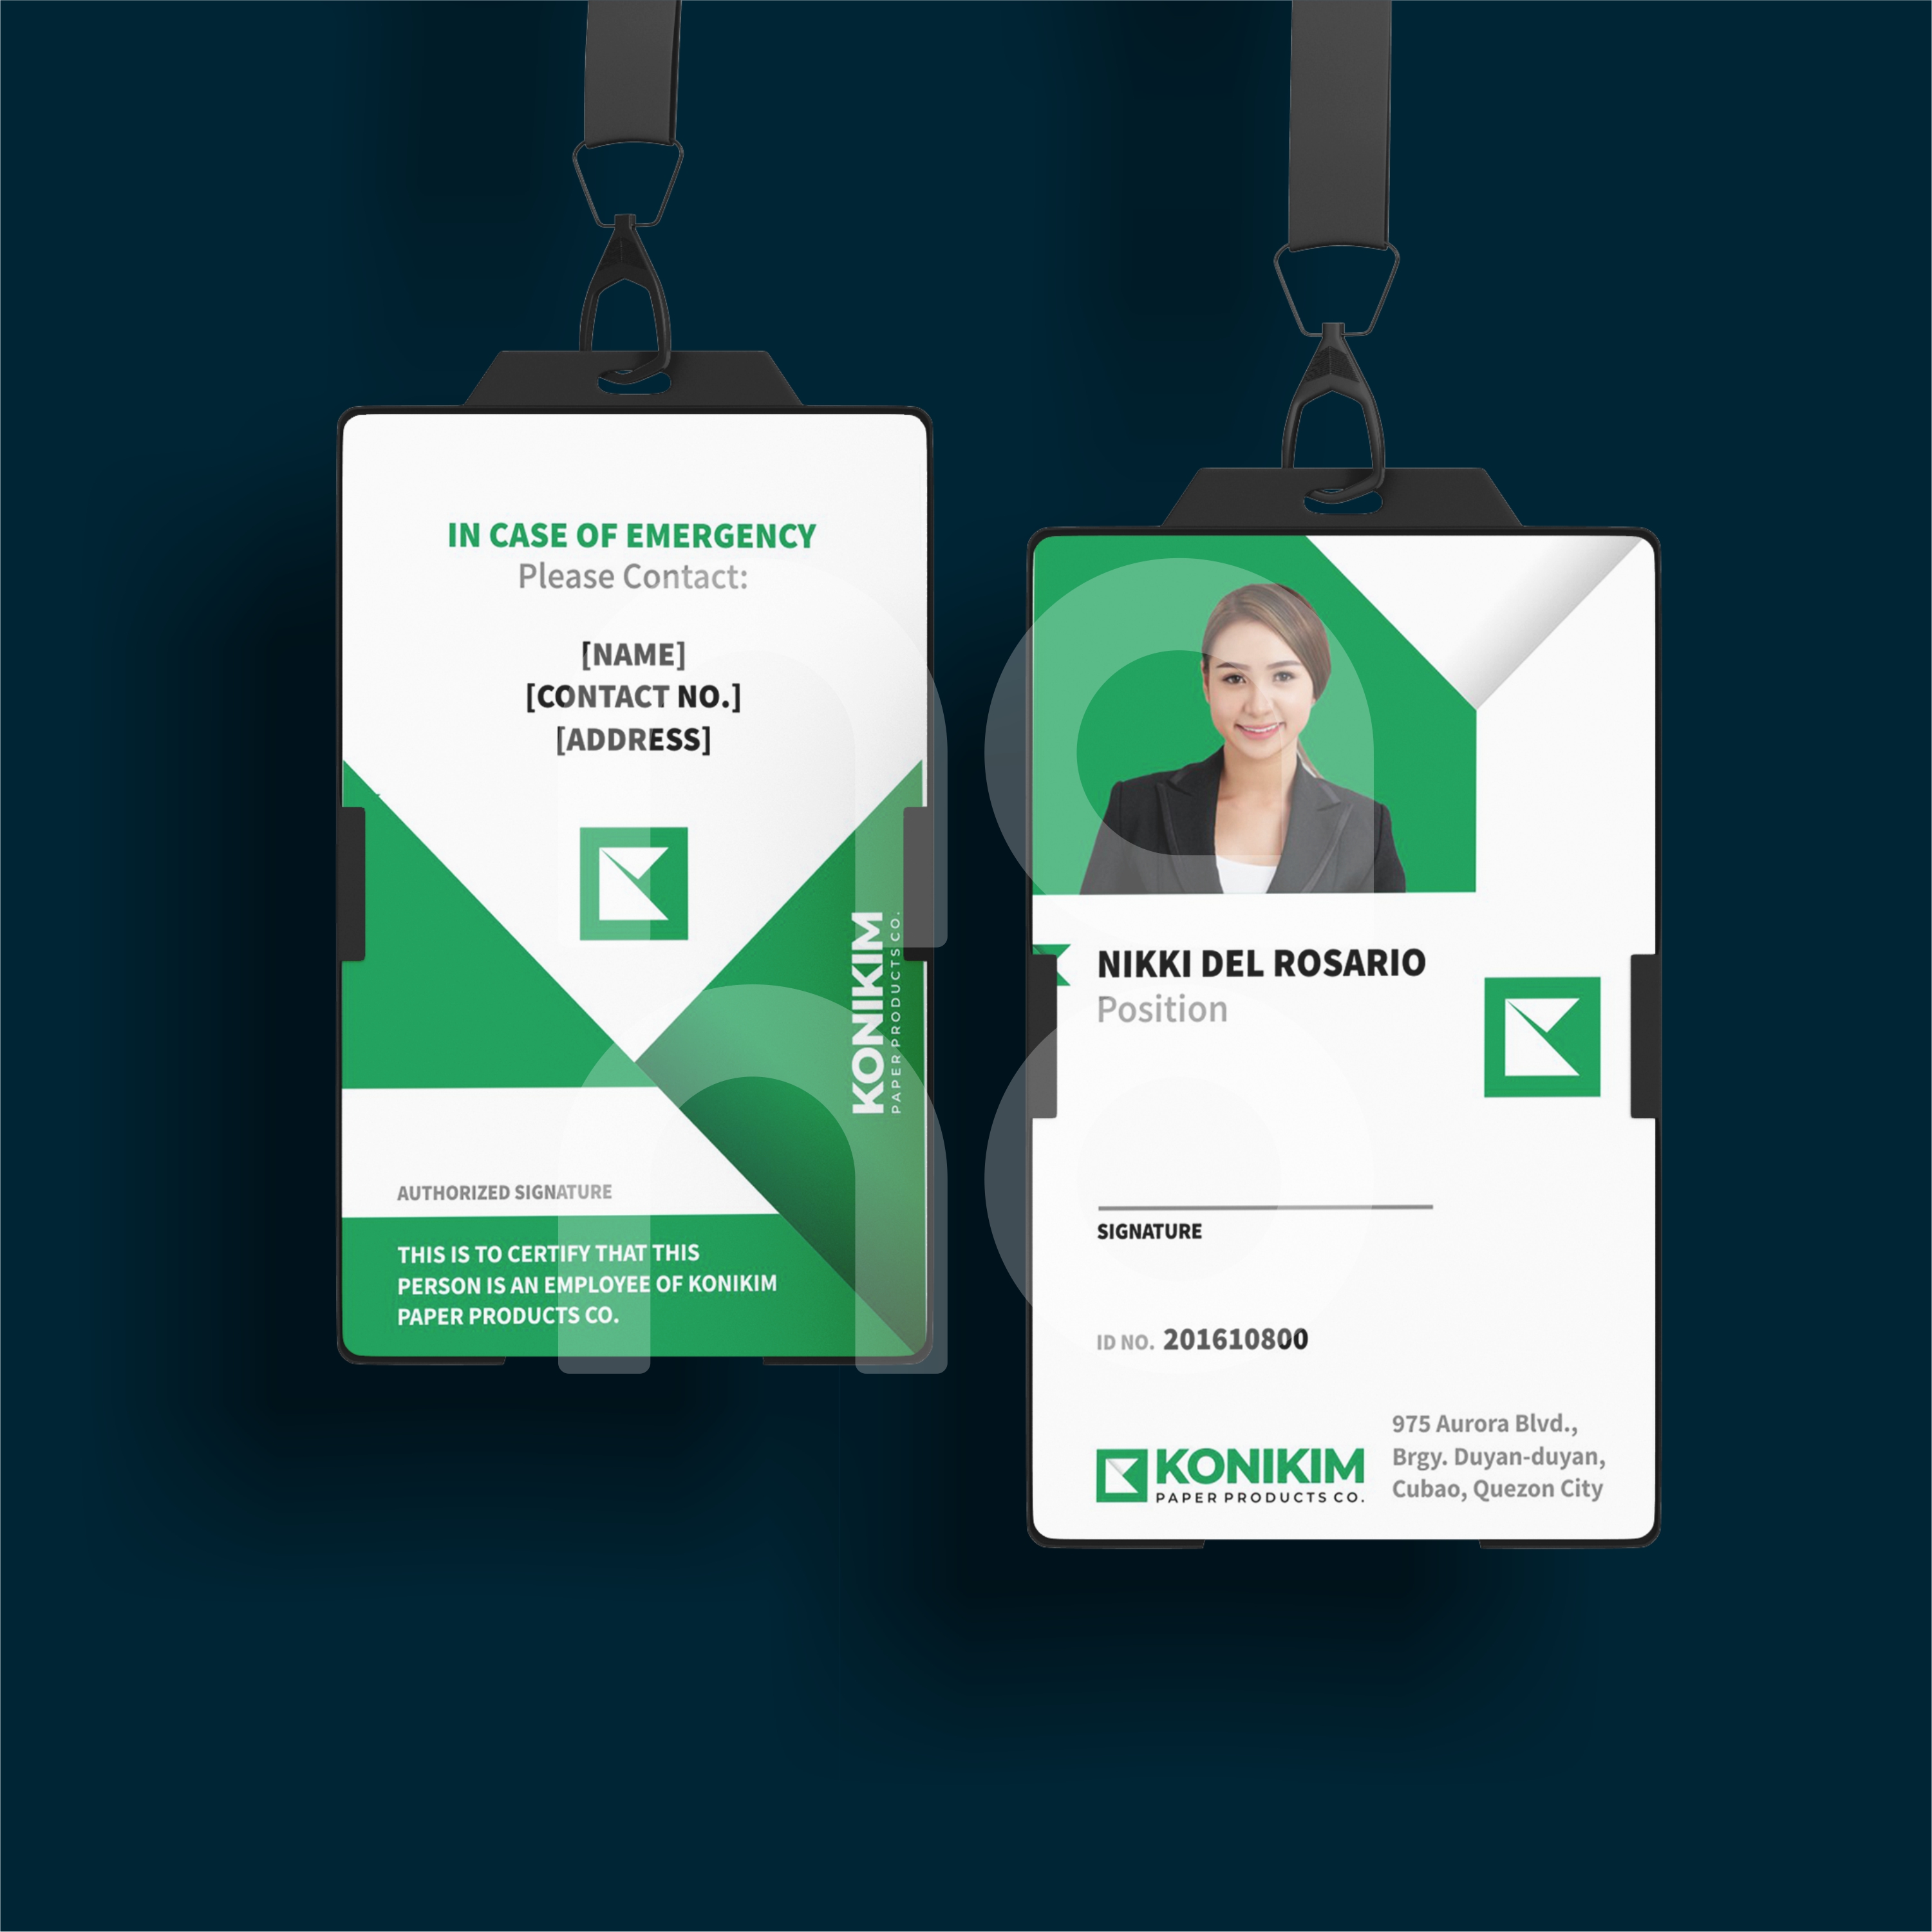 IN CASE OF EMERGENCY
Please Contact:
[NAME]
[CONTACT NO.]
[ADDRESS]
KONIKIM
PAPER PRODUCTS CO.
AUTHORIZED SIGNATURE
THIS IS TO CERTIFY THAT THIS
PERSON IS AN EMPLOYEE OF KONIKIM
PAPER PRODUCTS CO.
NIKKI DEL ROSARIO
Position
SIGNATURE
ID NO. 201610800
KONIKIM
PAPER PRODUCTS CO.
975 Aurora Blvd.,
Brgy. Duyan-duyan,
Cubao, Quezon City